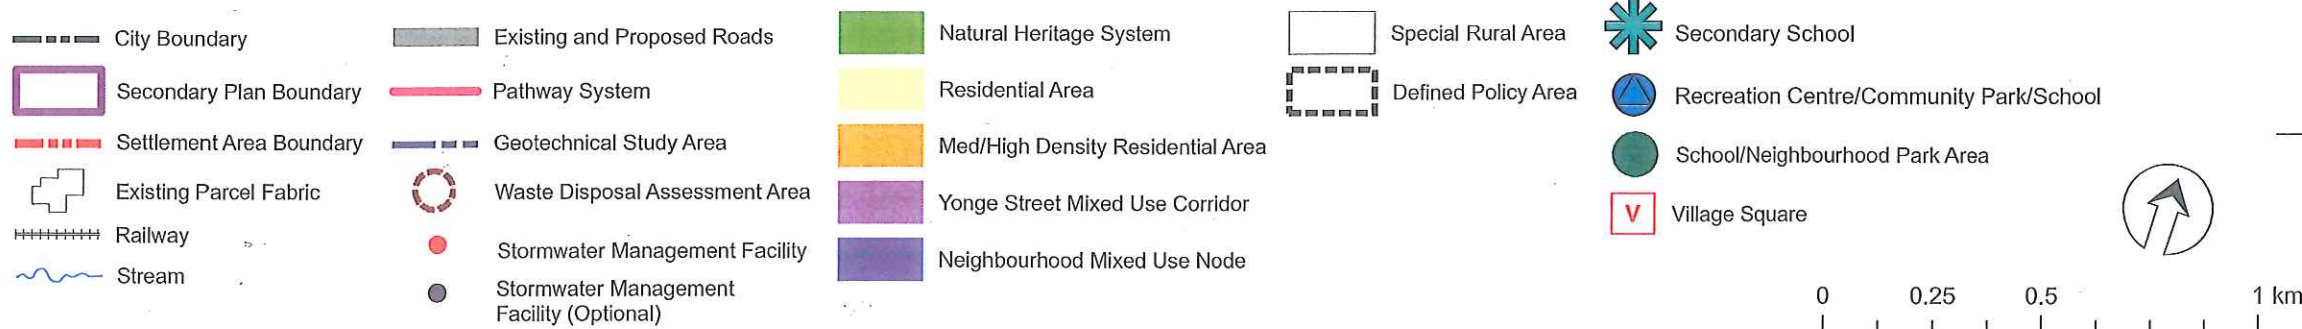 City Boundary
Secondary Plan Boundary
Settlement Area Boundary
Existing Parcel Fabric
Railway
Stream
Existing and Proposed Roads
Pathway System
Geotechnical Study Area
Waste Disposal Assessment Area
Stormwater Management Facility
Stormwater Management
Facility (Optional)
Natural Heritage System
Residential Area
Med/High Density Residential Area
Yonge Street Mixed Use Corridor
Neighbourhood Mixed Use Node
Special Rural Area
Defined Policy Area
Secondary School
Recreation Centre/Community Park/School
School/Neighbourhood Park Area
V Village Square
0 0.25 0.5 1 km